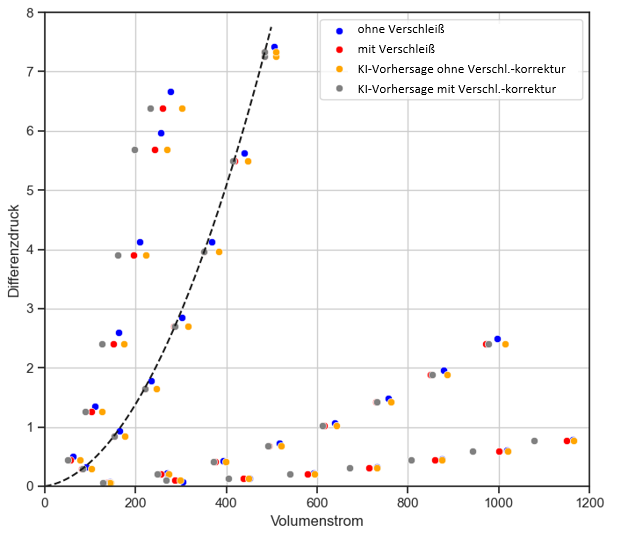 8
ohne Verschleiß
mit Verschleiß
KI-Vorhersage ohne Verschl.-korrektur
KI-Vorhersage mit Verschl.-korrektur
7
6
5
4
3
2
1
0
Differenzdruck
0 200 400 600 800 1000 1200
Volumenstrom